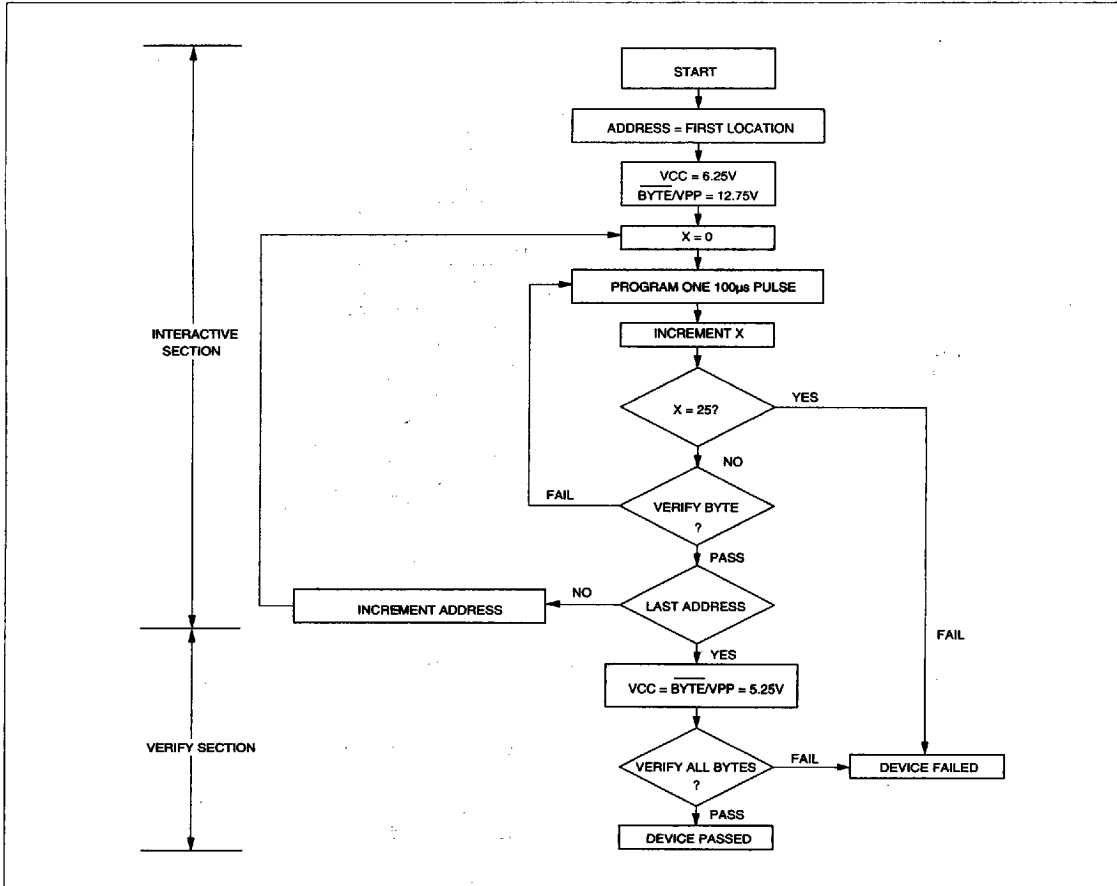 START
ADDRESS = FIRST LOCATION
VCC = 6.25V
BYTE/VPP = 12.75V
X = 0
PROGRAM ONE 100µs PULSE
INTERACTIVE
SECTION
INCREMENT X
X = 25?
YES
NO
FAIL
VERIFY BYTE
?
PASS
INCREMENT ADDRESS
NO
LAST ADDRESS
FAIL
YES
VCC = BYTE/VPP = 5.25V
VERIFY SECTION
VERIFY ALL BYTES
?
FAIL
DEVICE FAILED
PASS
DEVICE PASSED